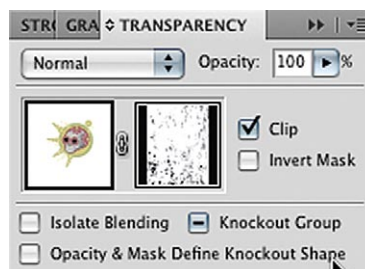 STR GRA TRANSPARENCY
Normal Opacity: 100 %
Clip
Invert Mask
Isolate Blending Knockout Group
Opacity & Mask Define Knockout Shape